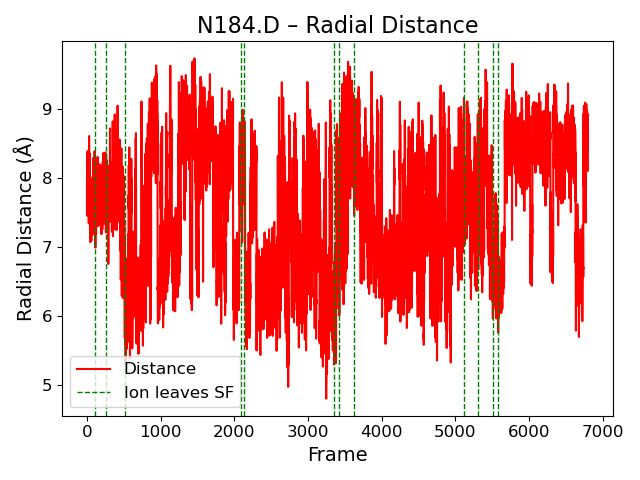 N184.D – Radial Distance
Radial Distance (Å)
9
8
7
6
5
Distance
Ion leaves SF
0
1000
2000
3000
4000
5000
6000
7000
Frame